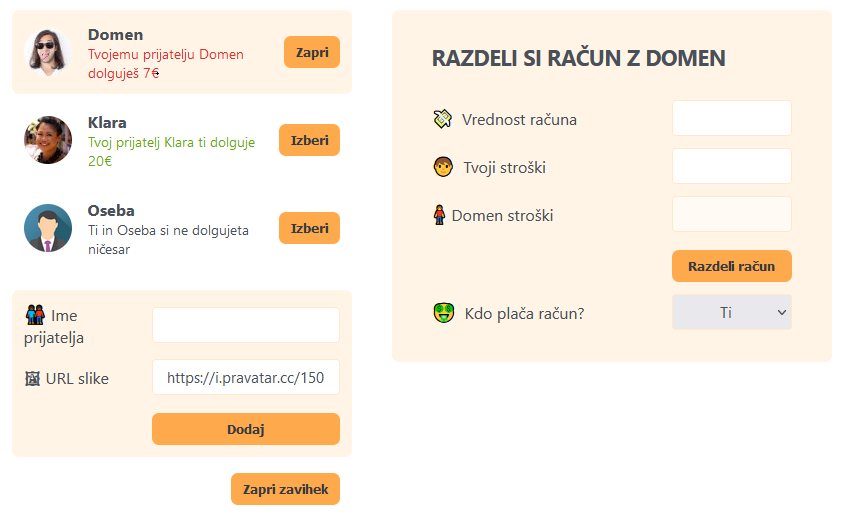 Domen
Tvojemu prijatelju Domen
dolguješ 7€
Zapri
Klara
Tvoj prijatelj Klara ti dolguje
20€
Izberi
Oseba
Ti in Oseba si ne dolgujeta
ničesar
Izberi
Ime
prijatelja
URL slike
https://i.pravatar.cc/150
Dodaj
Zapri zavihek
RAZDELI SI RAČUN Z DOMEN
Vrednost računa
Tvoji stroški
Domen stroški
Razdeli račun
Kdo plača račun?
Ti